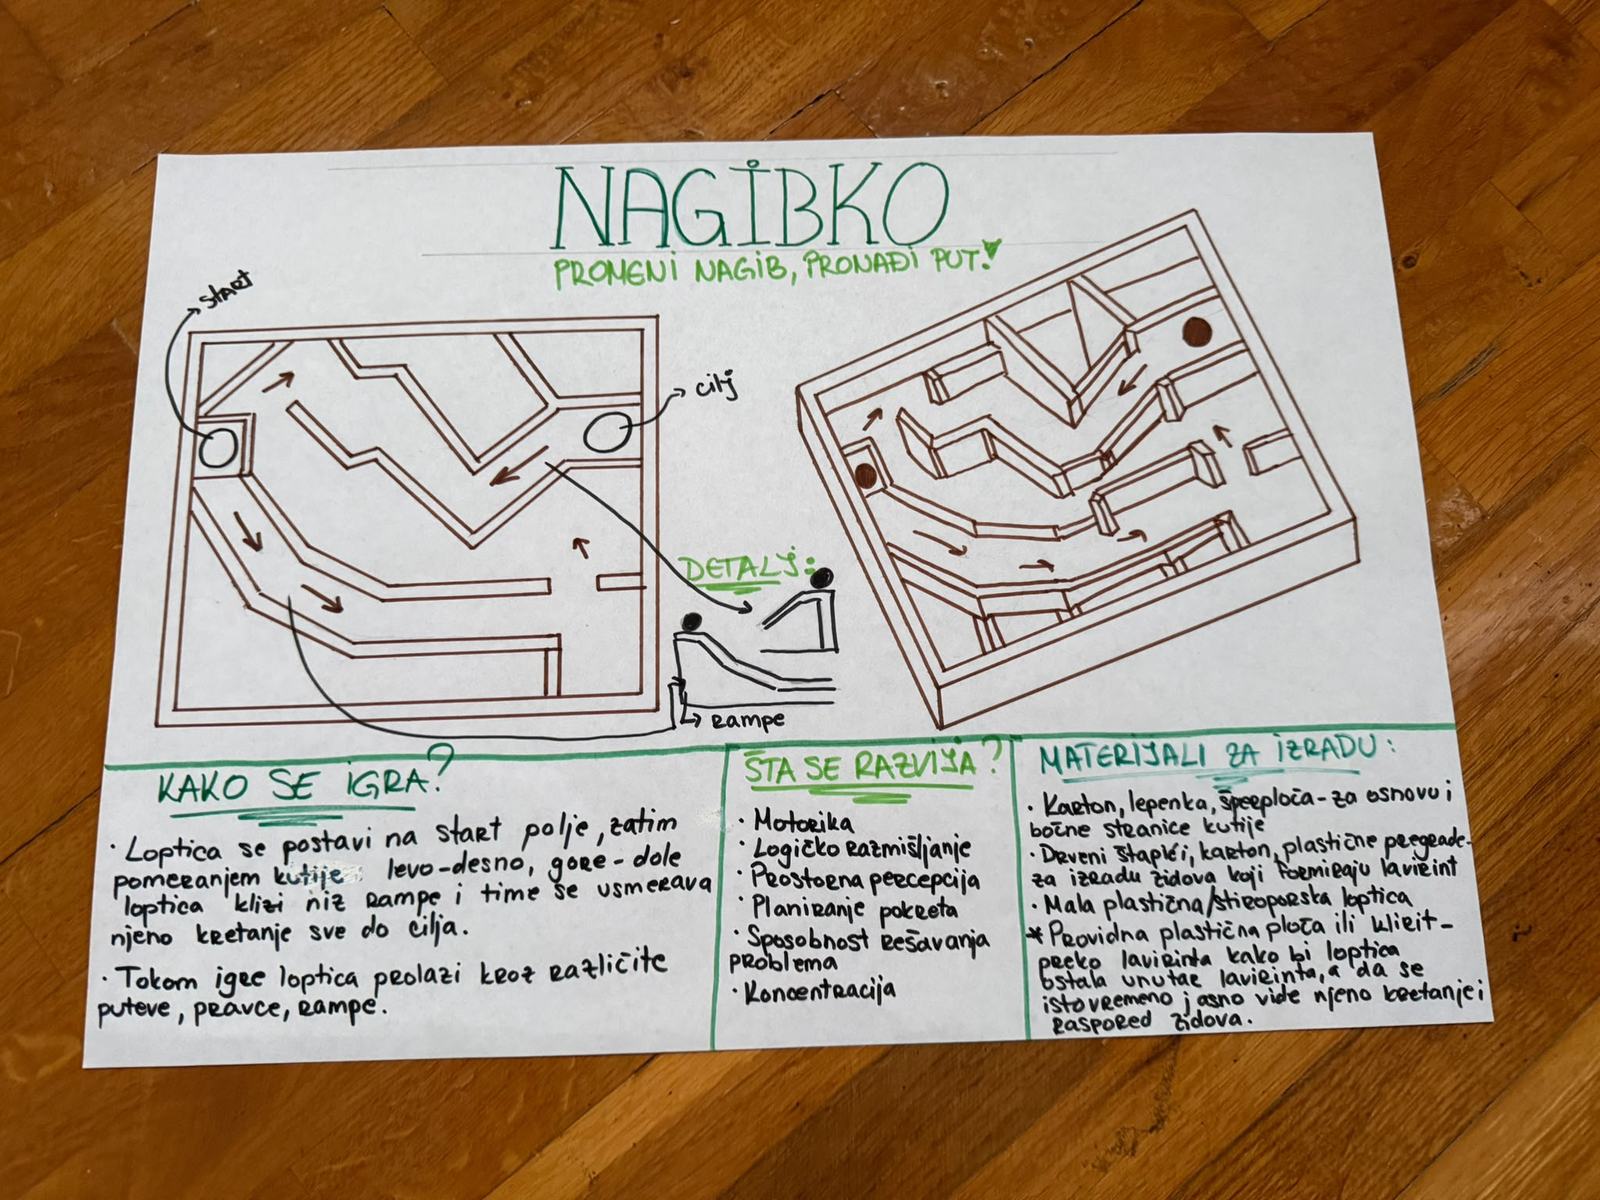 NAGIBKO
PROMENI NAGIB, PRONAĐI PUT!
start
cilj
DETALJ:
Rampe
KAKO SE IGRA?
· Loptica se postavi na start polje, zatim
pomeranjem kutije levo-desno, gore-dole
loptica klizi niz rampe i time se usmerava
njeno kretanje sve do cilja.
· Tokom igre loptica prolazi kroz različite
puteve, pravce, rampe.
ŠTA SE RAZVIJA?
· Motorika
· Logičko razmišljanje
· Prostorna percepcija
· Planiranje pokreta
· Sposobnost rešavanja
problema
· Koncentracija
MATERIJALI ZA IZRADU:
· Karton, lepenka, šperploča - za osnovu i
bočne stranice kutije
· Drveni štapići, karton, plastične pregrade-
za izradu zidova koji formiraju lavirint
· Mala plastična/stiroporska loptica
* Providna plastična ploča ili klirit -
preko lavirinta kako bi loptica
ostala unutar lavirinta, a da se
istovremeno jasno vide njeno kretanje i
raspored zidova.